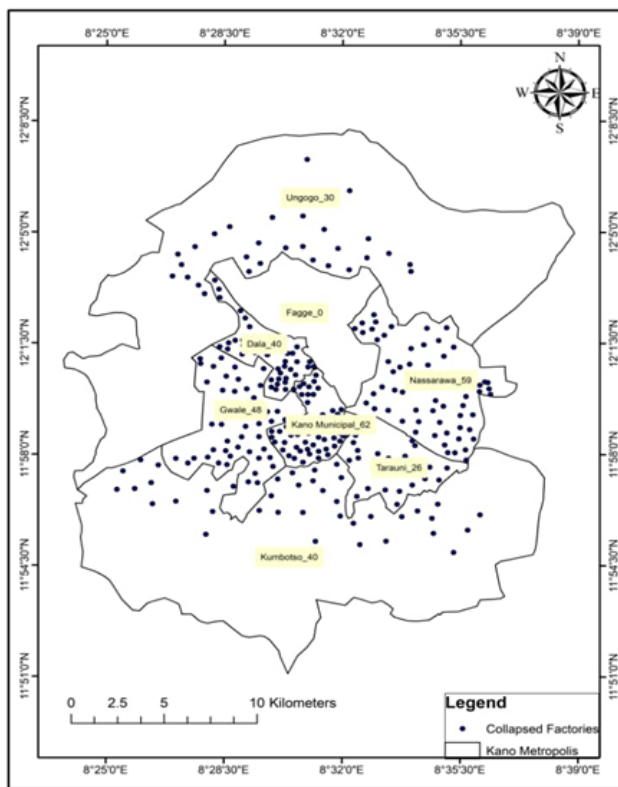 8°25'0"E 8°28'30"E 8°32'0"E 8°35'30"E 8°39'0"E
N
W E
S
12°8'30"N 12°8'30"N
Ungogo_30
12°5'0"N 12°5'0"N
Fagge_0
12°1'30"N 12°1'30"N
Dala_40
Nassarawa_59
Gwale_48
Kano Municipal_62
11°58'0"N 11°58'0"N
Tarauni_26
Kumbotso_40
11°54'30"N 11°54'30"N
11°51'0"N 11°51'0"N
0 2.5 5 10 Kilometers
Legend
Collapsed Factories
Kano Metropolis
8°25'0"E 8°28'30"E 8°32'0"E 8°35'30"E 8°39'0"E